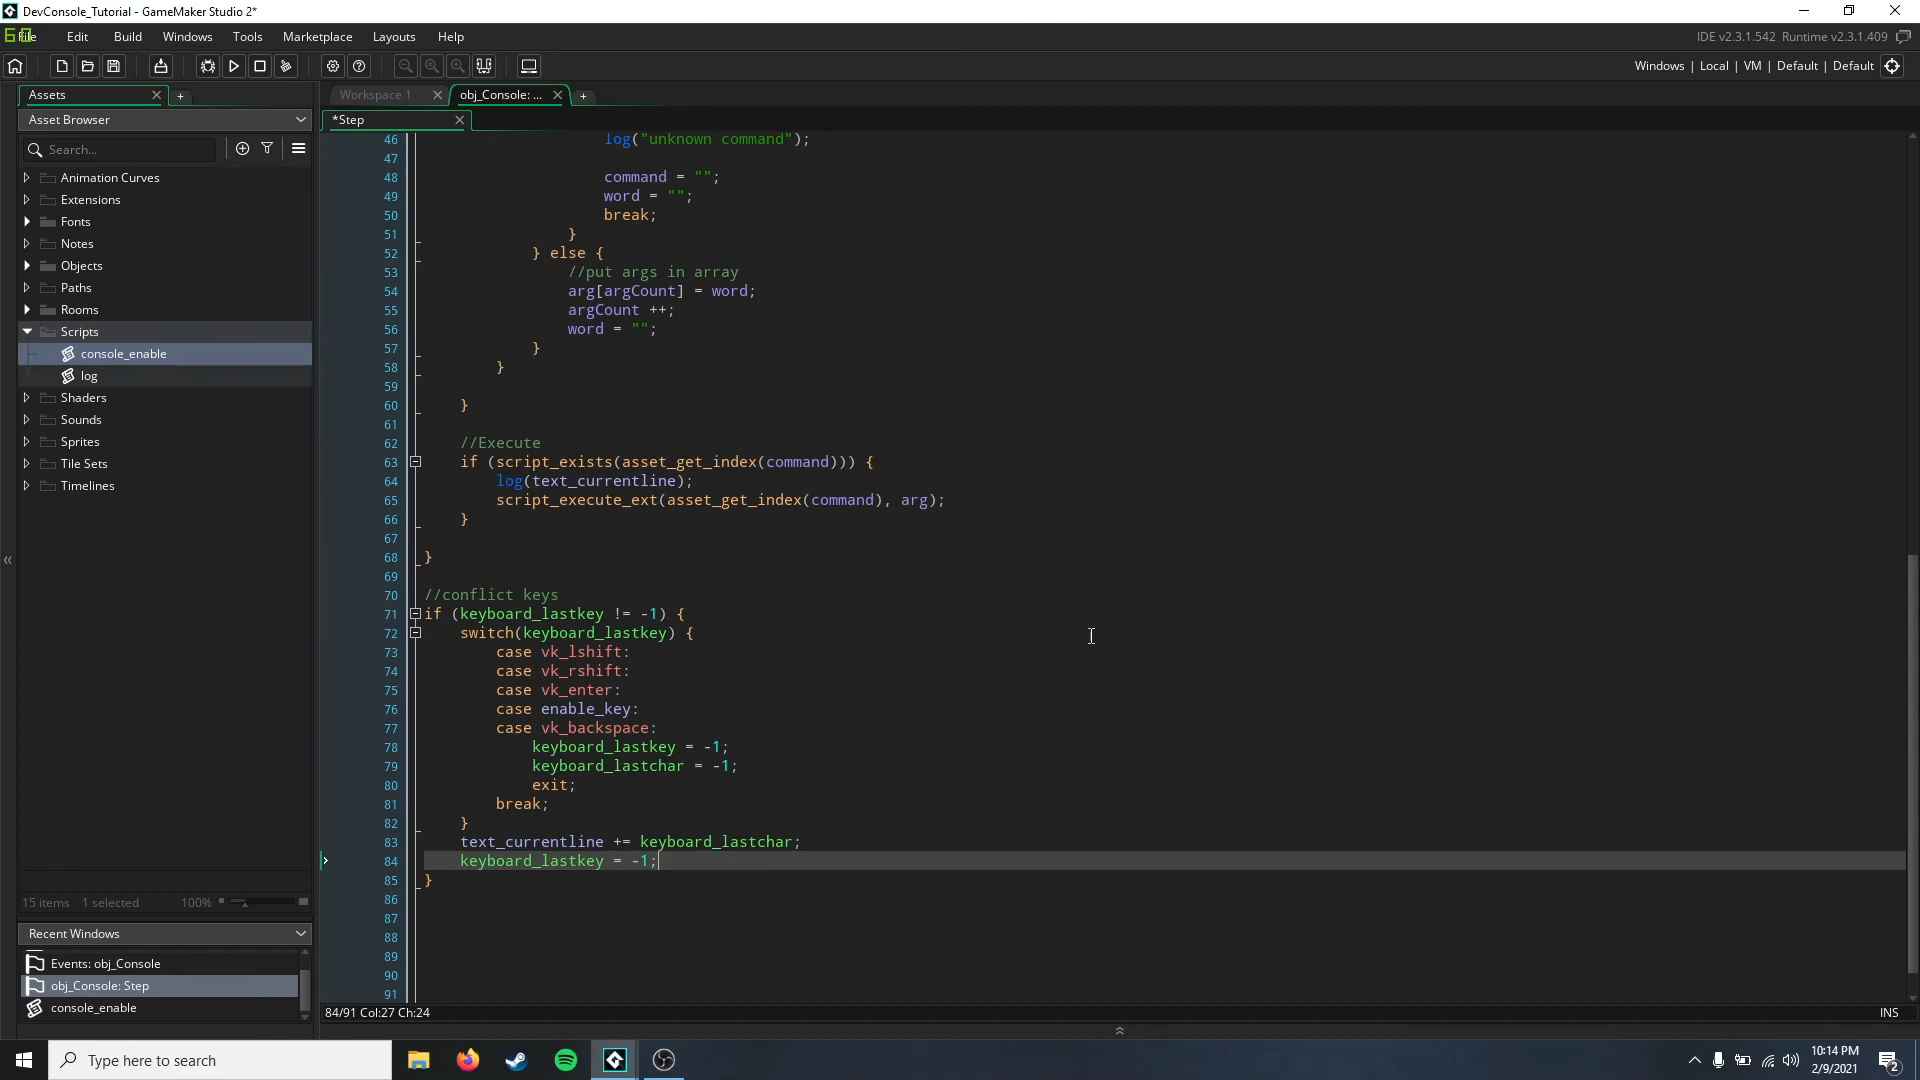 DevConsole_Tutorial - GameMaker Studio 2*
60
File Edit Build Windows Tools Marketplace Layouts Help
IDE v2.3.1.542 Runtime v2.3.1.409
Windows | Local | VM | Default | Default
Assets
Workspace 1
obj_Console: ...
Asset Browser
*Step
Search...
Animation Curves
Extensions
Fonts
Notes
Objects
Paths
Rooms
Scripts
console_enable
log
Shaders
Sounds
Sprites
Tile Sets
Timelines
15 items 1 selected 100%
Recent Windows
Events: obj_Console
obj_Console: Step
console_enable
46 log("unknown command");
47
48 command = "";
49 word = "";
50 break;
51 }
52 } else {
53 //put args in array
54 arg[argCount] = word;
55 argCount ++;
56 word = "";
57 }
58 }
59
60 }
61
62 //Execute
63 if (script_exists(asset_get_index(command))) {
64 log(text_currentline);
65 script_execute_ext(asset_get_index(command), arg);
66 }
67
68 }
69
70 //conflict keys
71 if (keyboard_lastkey != -1) {
72 switch(keyboard_lastkey) {
73 case vk_lshift:
74 case vk_rshift:
75 case vk_enter:
76 case enable_key:
77 case vk_backspace:
78 keyboard_lastkey = -1;
79 keyboard_lastchar = -1;
80 exit;
81 break;
82 }
83 text_currentline += keyboard_lastchar;
84 keyboard_lastkey = -1;
85 }
86
87
88
89
90
91
84/91 Col:27 Ch:24
INS
Type here to search
10:14 PM
2/9/2021
2